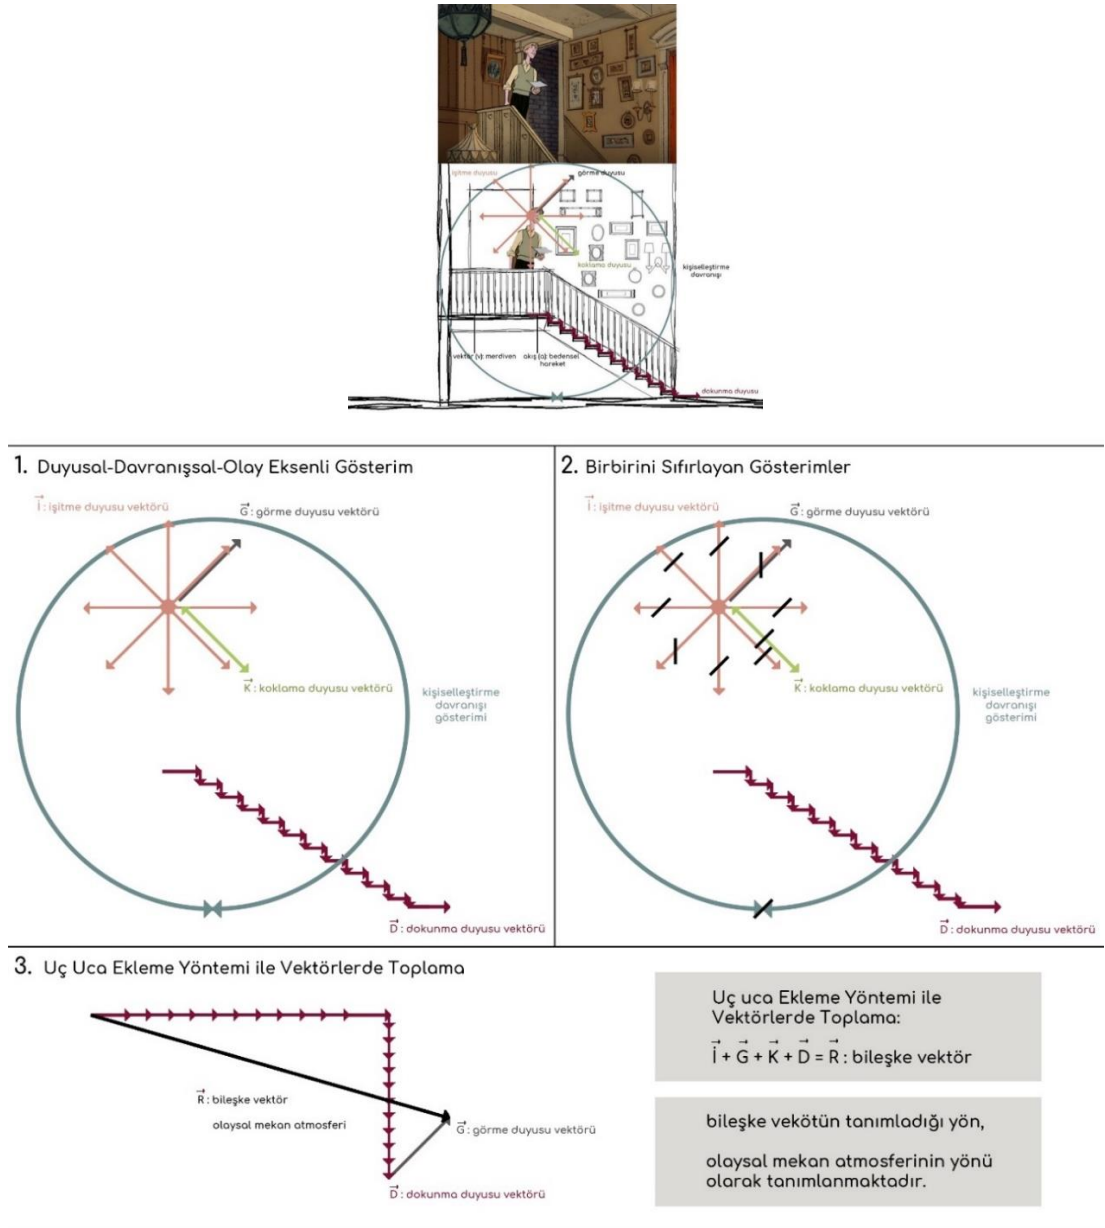 işitme duyusu
görme duyusu
koklama duyusu
kişiselleştirme
davranışı
vektör (v): merdiven
akış (a): bedensel
hareket
dokunma duyusu
1. Duyusal-Davranışsal-Olay Eksenli Gösterim
İ : işitme duyusu vektörü
G : görme duyusu vektörü
K : koklama duyusu vektörü
kişiselleştirme
davranışı
gösterimi
D : dokunma duyusu vektörü
2. Birbirini Sıfırlayan Gösterimler
İ : işitme duyusu vektörü
G : görme duyusu vektörü
K : koklama duyusu vektörü
kişiselleştirme
davranışı
gösterimi
D : dokunma duyusu vektörü
3. Uç Uca Ekleme Yöntemi ile Vektörlerde Toplama
R : bileşke vektör
olaysal mekan atmosferi
G : görme duyusu vektörü
D : dokunma duyusu vektörü
Uç uca Ekleme Yöntemi ile
Vektörlerde Toplama:
İ + G + K + D = R : bileşke vektör
bileşke vekötün tanımladığı yön,
olaysal mekan atmosferinin yönü
olarak tanımlanmaktadır.